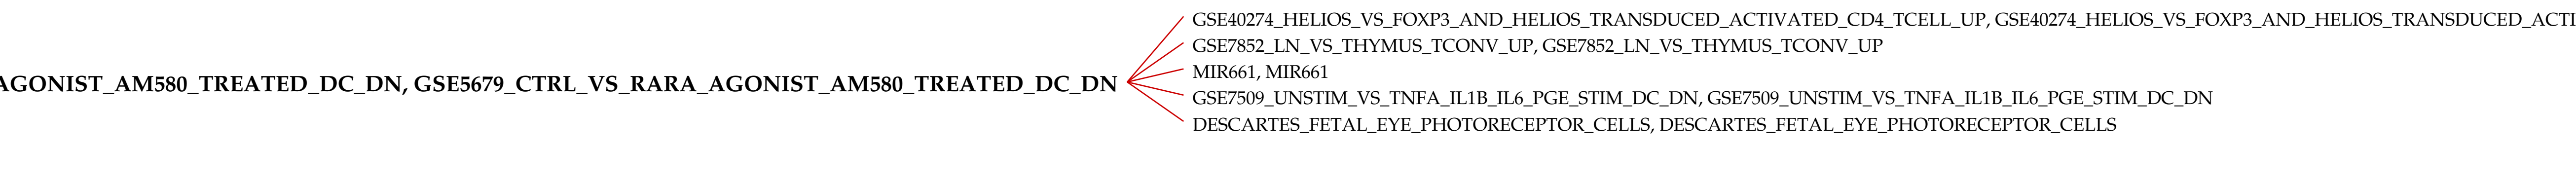 GSE40274_HELIOS_VS_FOXP3_AND_HELIOS_TRANSDUCED_ACTIVATED_CD4_TCELL_UP, GSE40274_HELIOS_VS_FOXP3_AND_HELIOS_TRANSDUCED_ACTI
GSE7852_LN_VS_THYMUS_TCONV_UP, GSE7852_LN_VS_THYMUS_TCONV_UP
MIR661, MIR661
AGONIST_AM580_TREATED_DC_DN, GSE5679_CTRL_VS_RARA_AGONIST_AM580_TREATED_DC_DN
GSE7509_UNSTIM_VS_TNFA_IL1B_IL6_PGE_STIM_DC_DN, GSE7509_UNSTIM_VS_TNFA_IL1B_IL6_PGE_STIM_DC_DN
DESCARTES_FETAL_EYE_PHOTORECEPTOR_CELLS, DESCARTES_FETAL_EYE_PHOTORECEPTOR_CELLS